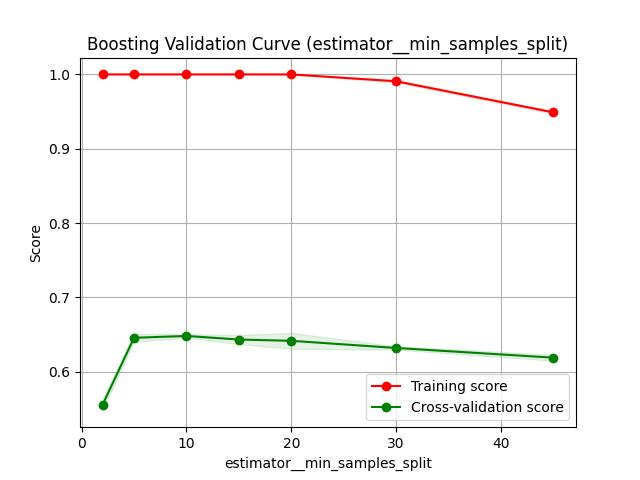 Boosting Validation Curve (estimator__min_samples_split)
1.0
0.9
0.8
0.7
0.6
Score
0 10 20 30 40
estimator__min_samples_split
Training score
Cross-validation score